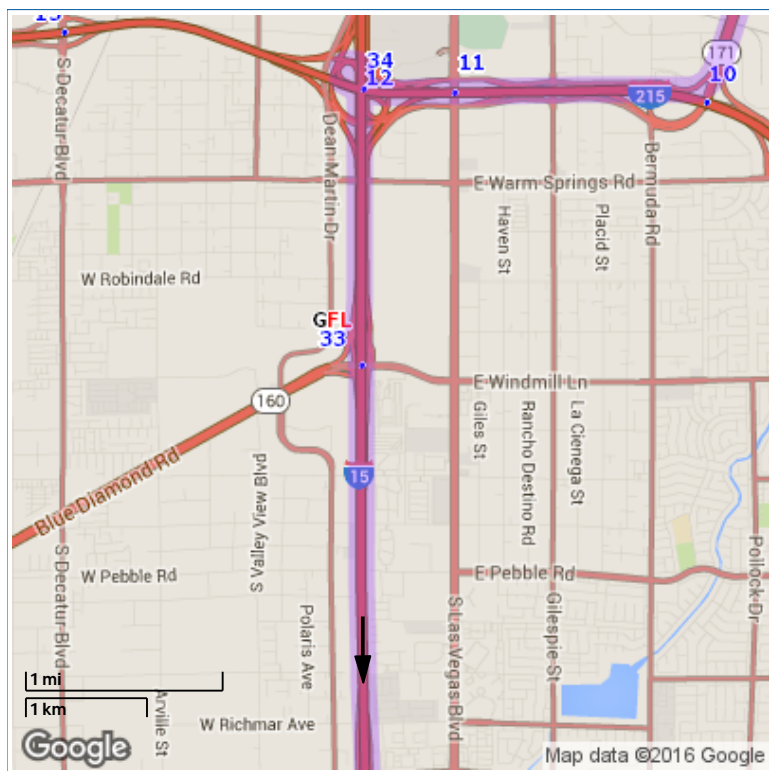 171
34
11
10
12
215
S Decatur Blvd
Dean Martin Dr
Bermuda Rd
E Warm Springs Rd
Haven St
Placid St
W Robindale Rd
GFL
33
E Windmill Ln
160
Giles St
Rancho Destino Rd
La Cienega St
Blue Diamond Rd
S Valley View Blvd
15
S Decatur Blvd
W Pebble Rd
E Pebble Rd
Pollock Dr
Polaris Ave
S Las Vegas Blvd
Gilespie St
1 mi
1 km
Arville St
W Richmar Ave
Google
Map data ©2016 Google